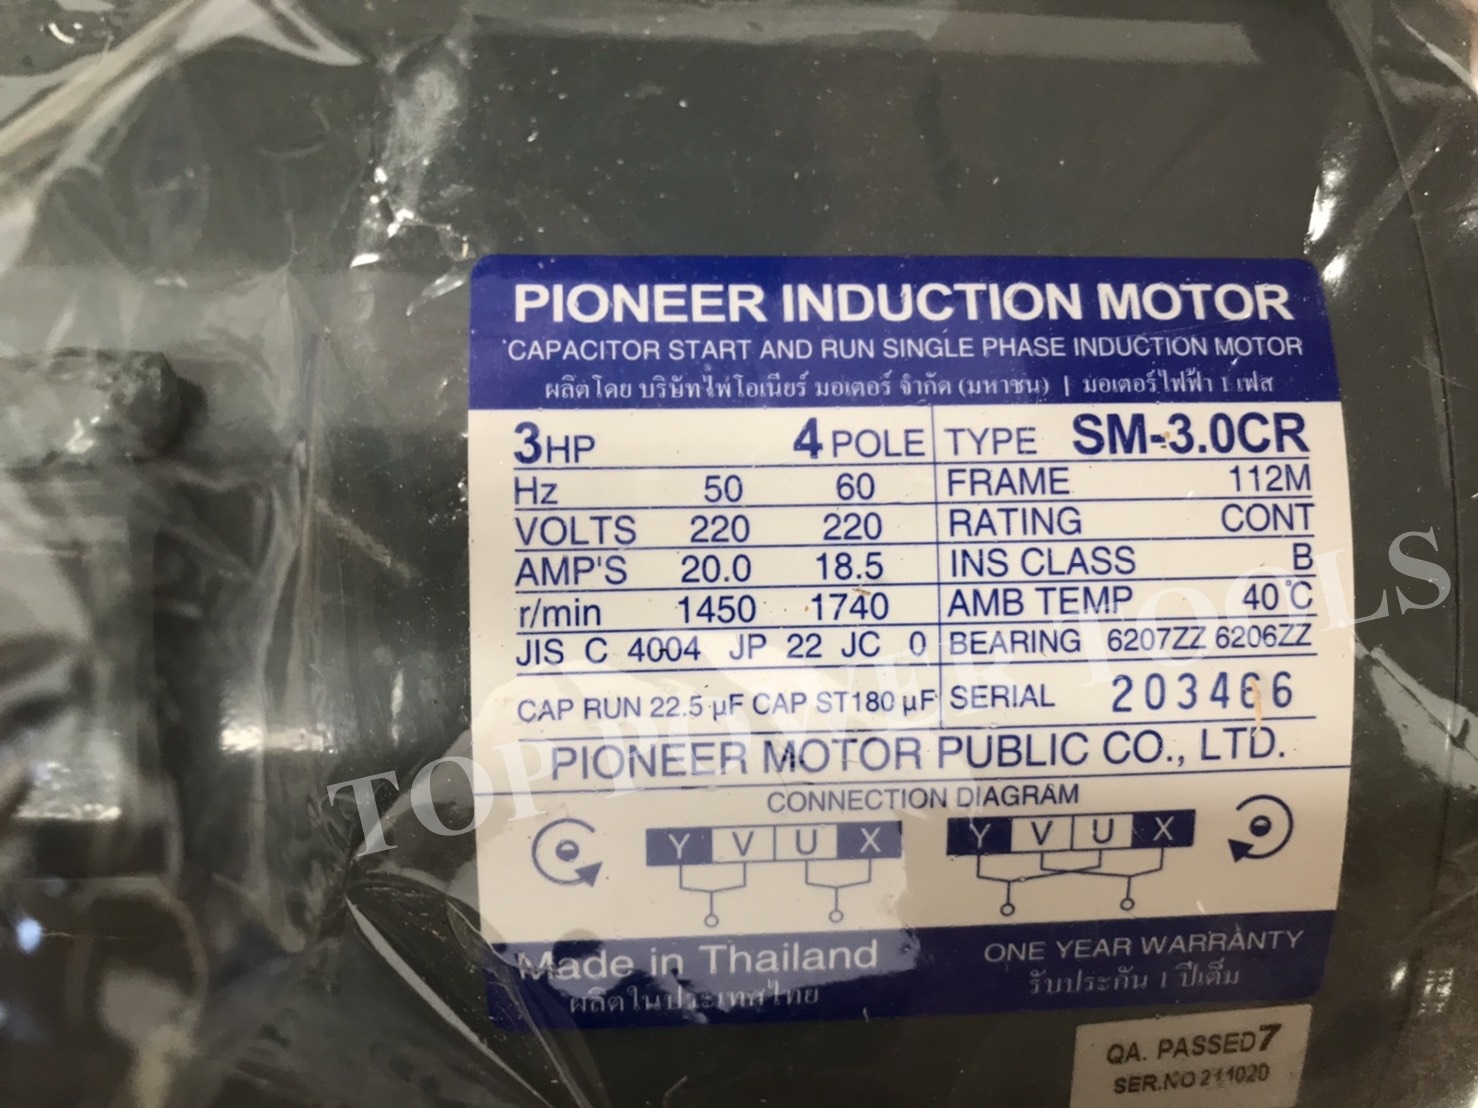 PIONEER INDUCTION MOTOR
CAPACITOR START AND RUN SINGLE PHASE INDUCTION MOTOR
ผลิตโดย บริษัทไพโอเนียร์ มอเตอร์ จำกัด (มหาชน) | มอเตอร์ไฟฟ้า 1 เฟส
3HP 4 POLE TYPE SM-3.0CR
Hz 50 60 FRAME 112M
VOLTS 220 220 RATING CONT
AMP'S 20.0 18.5 INS CLASS B
r/min 1450 1740 AMB TEMP 40°C
JIS C 4004 JP 22 JC 0 BEARING 6207ZZ 6206ZZ
CAP RUN 22.5 µF CAP ST180 µF SERIAL 203466
PIONEER MOTOR PUBLIC CO., LTD.
CONNECTION DIAGRAM
Y V U X Y V U X
Made in Thailand ONE YEAR WARRANTY
ผลิตในประเทศไทย รับประกัน 1 ปีเต็ม
QA. PASSED7
SER.NO 211020
TOP POWER TOOLS